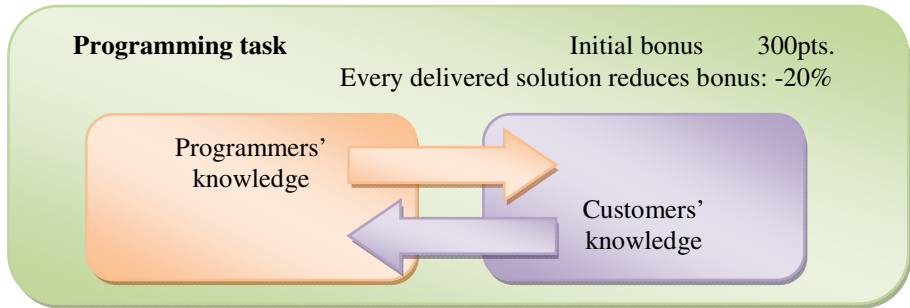 Programming task Initial bonus 300pts.
Every delivered solution reduces bonus: -20%
Programmers’
knowledge
Customers’
knowledge